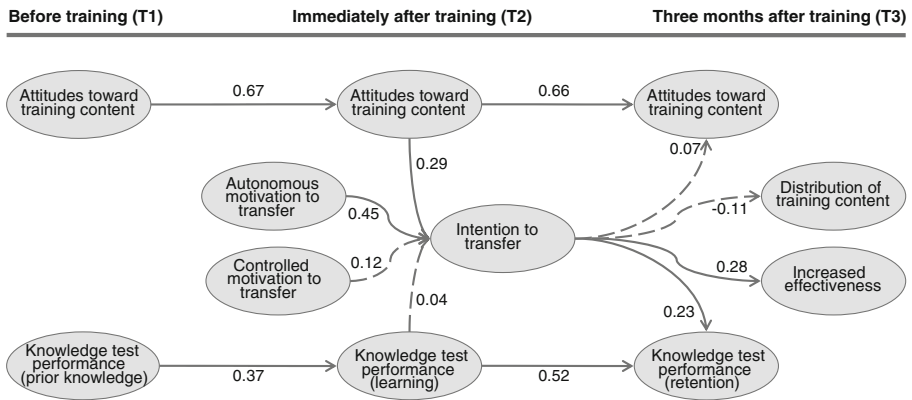 Before training (T1)
Immediately after training (T2)
Three months after training (T3)
Attitudes toward
training content
0.67
Attitudes toward
training content
0.66
Attitudes toward
training content
0.29
0.07
Autonomous
motivation to
transfer
0.45
Intention to
transfer
-0.11
Distribution of
training content
Controlled
motivation to
transfer
0.12
0.28
Increased
effectiveness
0.04
0.23
Knowledge test
performance
(prior knowledge)
0.37
Knowledge test
performance
(learning)
0.52
Knowledge test
performance
(retention)